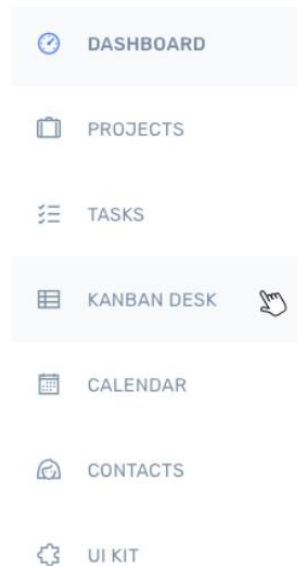 DASHBOARD
PROJECTS
TASKS
KANBAN DESK
CALENDAR
CONTACTS
UI KIT